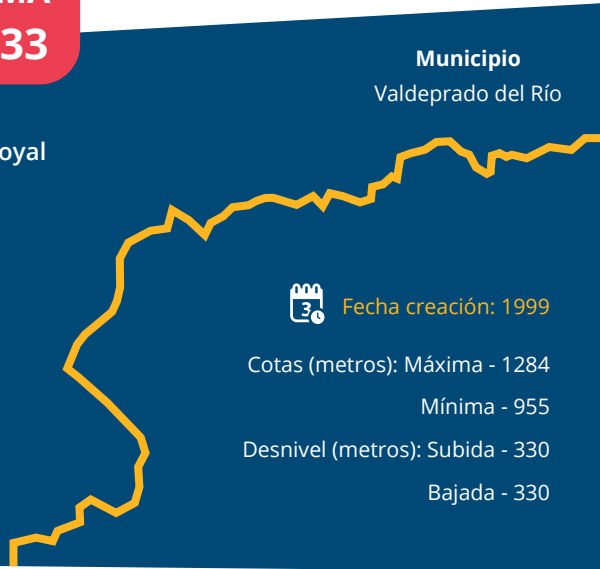 33
Municipio
Valdeprado del Río
oyal
3
Fecha creación: 1999
Cotas (metros): Máxima - 1284
Mínima - 955
Desnivel (metros): Subida - 330
Bajada - 330